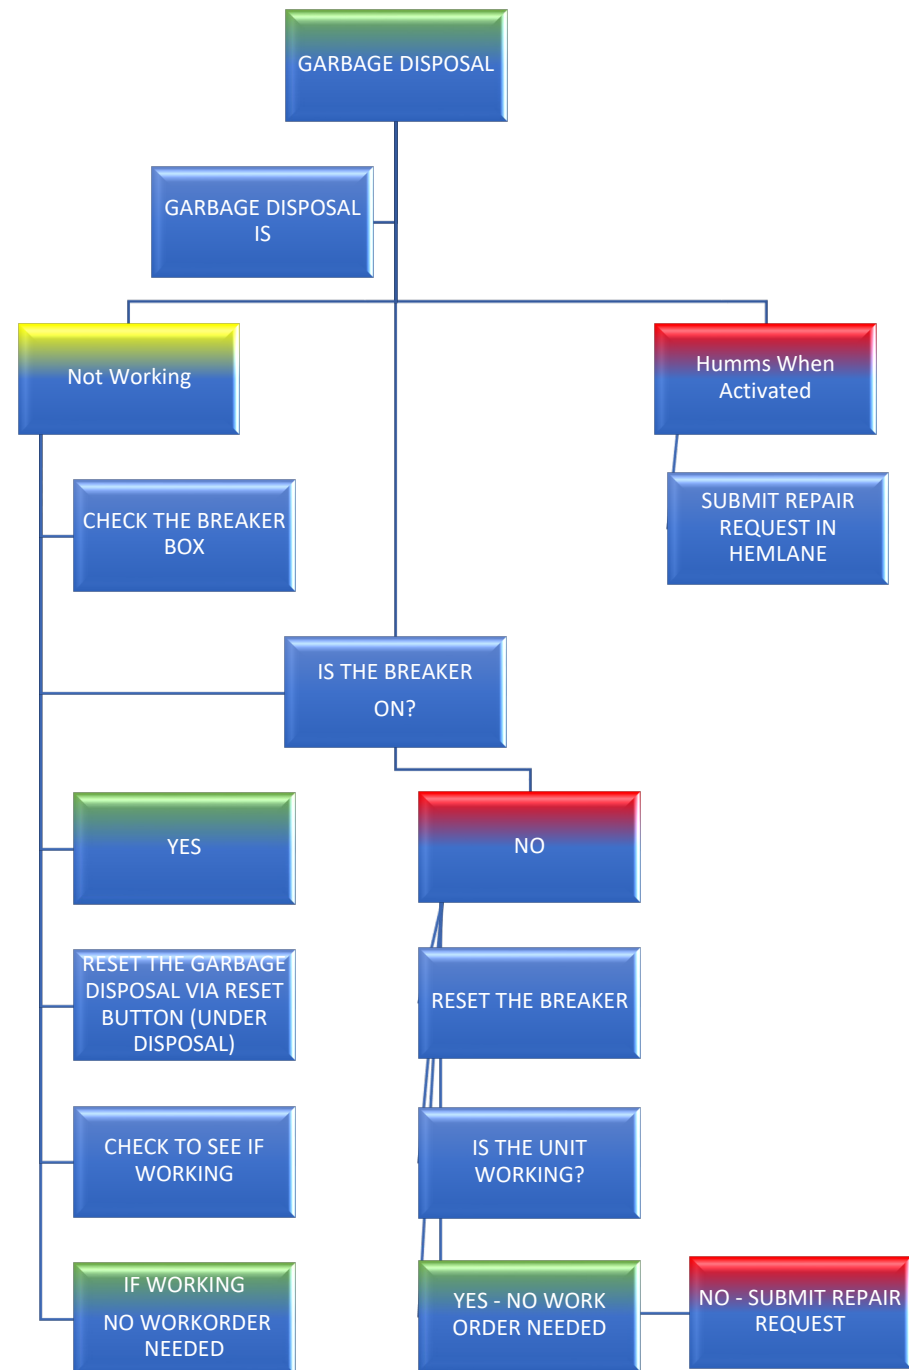 GARBAGE DISPOSAL
GARBAGE DISPOSAL
IS
Not Working
Humms When
Activated
CHECK THE BREAKER
BOX
SUBMIT REPAIR
REQUEST IN
HEMLANE
IS THE BREAKER
ON?
YES
NO
RESET THE GARBAGE
DISPOSAL VIA RESET
BUTTON (UNDER
DISPOSAL)
RESET THE BREAKER
CHECK TO SEE IF
WORKING
IS THE UNIT
WORKING?
IF WORKING
NO WORKORDER
NEEDED
YES - NO WORK
ORDER NEEDED
NO - SUBMIT REPAIR
REQUEST